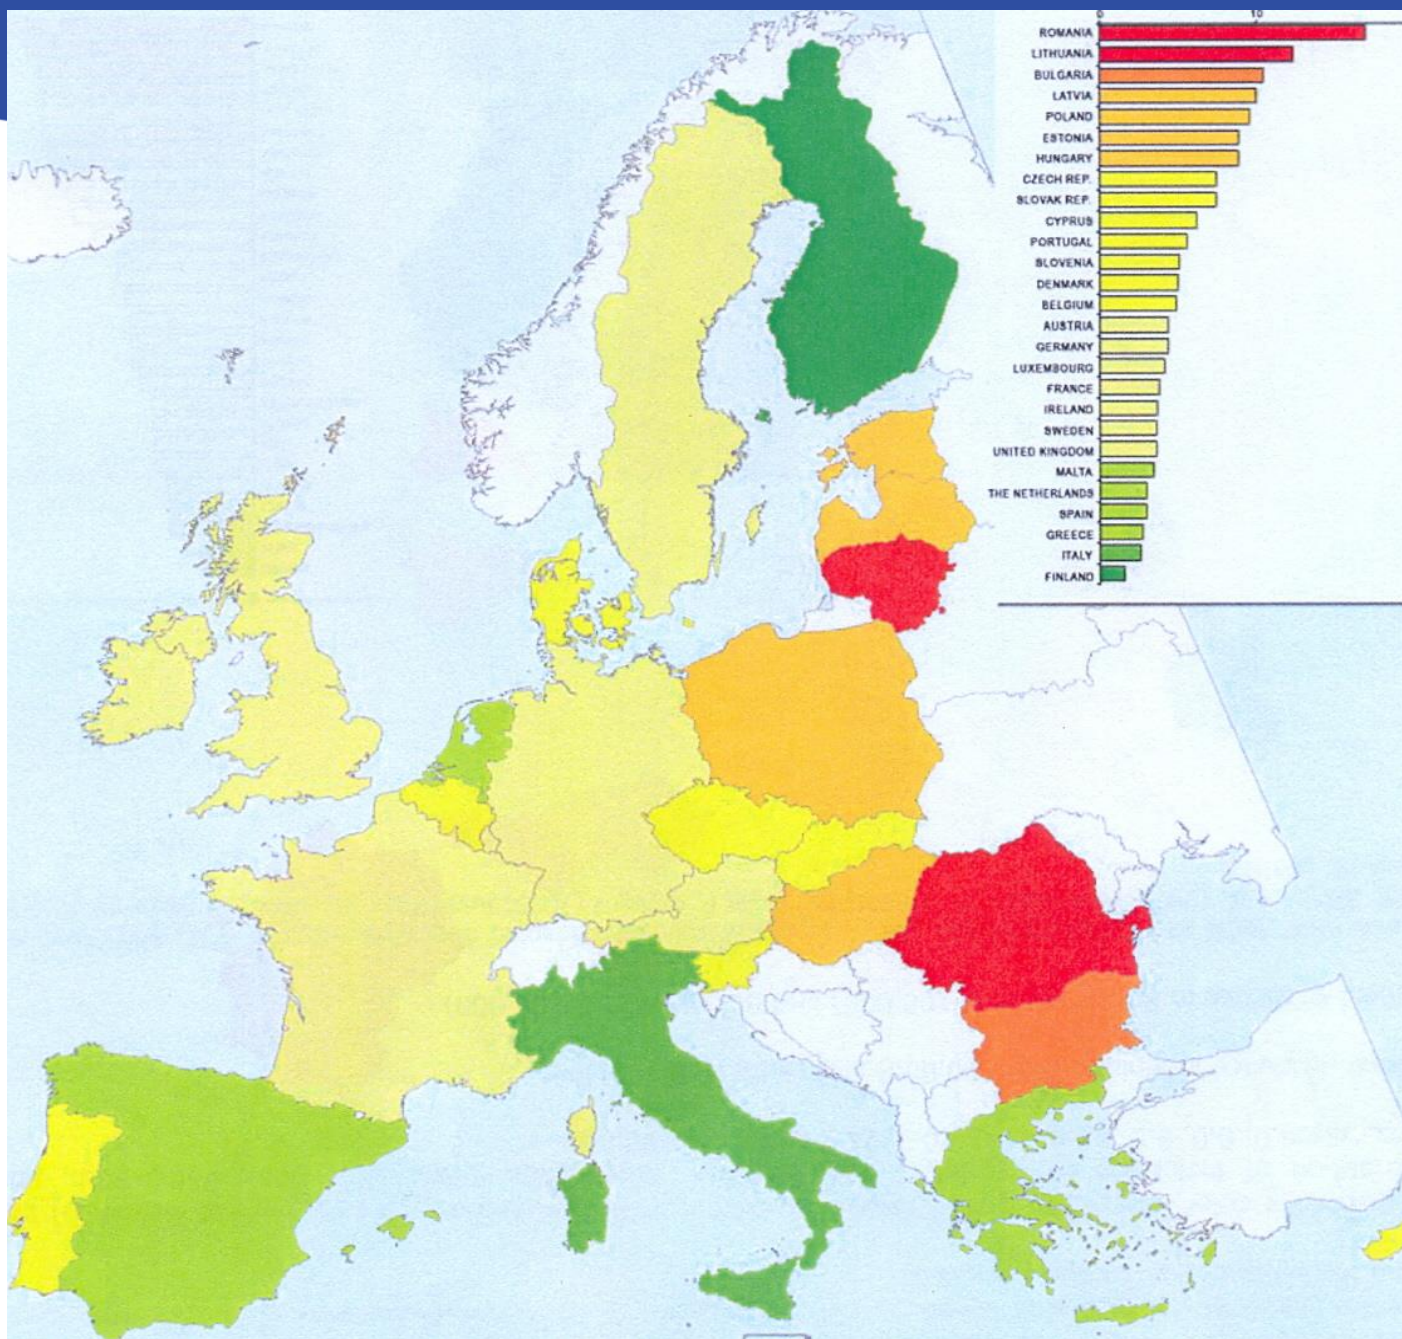 0 10
ROMANIA
LITHUANIA
BULGARIA
LATVIA
POLAND
ESTONIA
HUNGARY
CZECH REP.
SLOVAK REP.
CYPRUS
PORTUGAL
SLOVENIA
DENMARK
BELGIUM
AUSTRIA
GERMANY
LUXEMBOURG
FRANCE
IRELAND
SWEDEN
UNITED KINGDOM
MALTA
THE NETHERLANDS
SPAIN
GREECE
ITALY
FINLAND